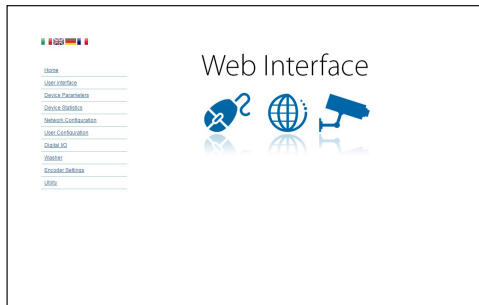 Web Interface
Home
User Interface
Device Parameters
Device Statistics
Network Configuration
User Configuration
Digital I/O
Washer
Encoder Settings
Utility